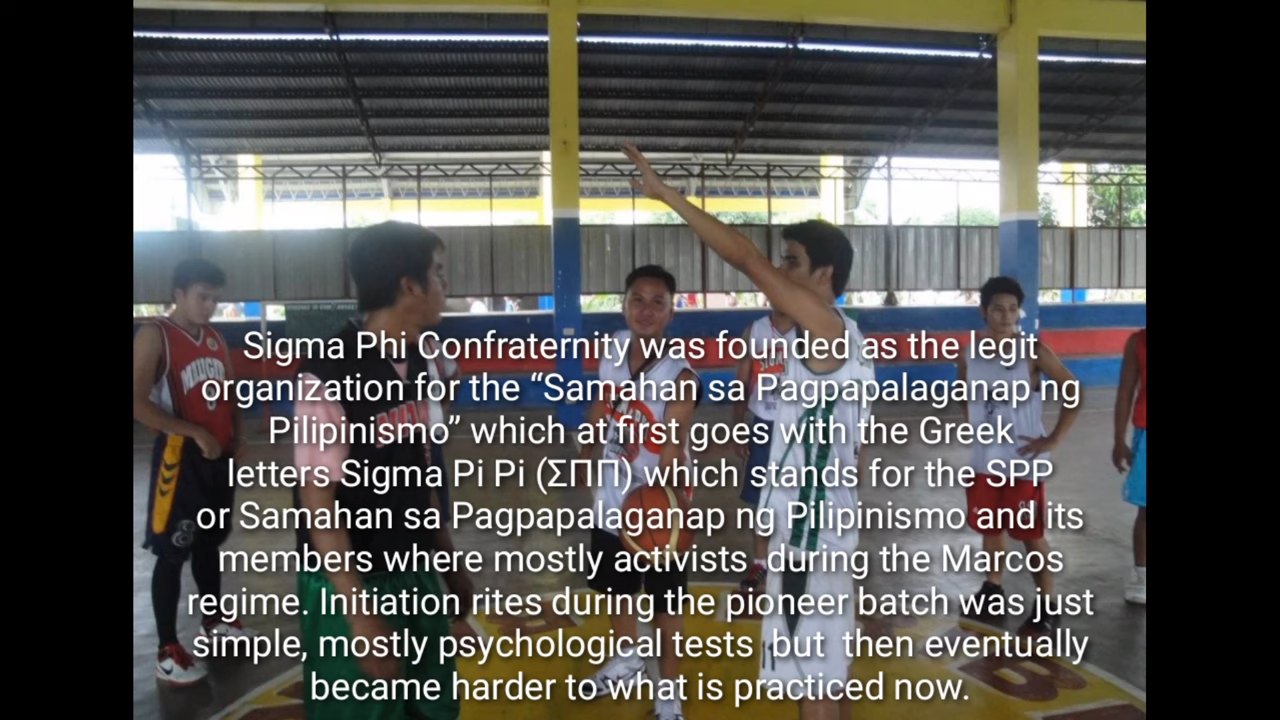 Sigma Phi Confraternity was founded as the legit
organization for the “Samahan sa Pagpapalaganap ng
Pilipinismo” which at first goes with the Greek
letters Sigma Pi Pi (ΣΠΠ) which stands for the SPP
or Samahan sa Pagpapalaganap ng Pilipinismo and its
members where mostly activists during the Marcos
regime. Initiation rites during the pioneer batch was just
simple, mostly psychological tests but then eventually
became harder to what is practiced now.